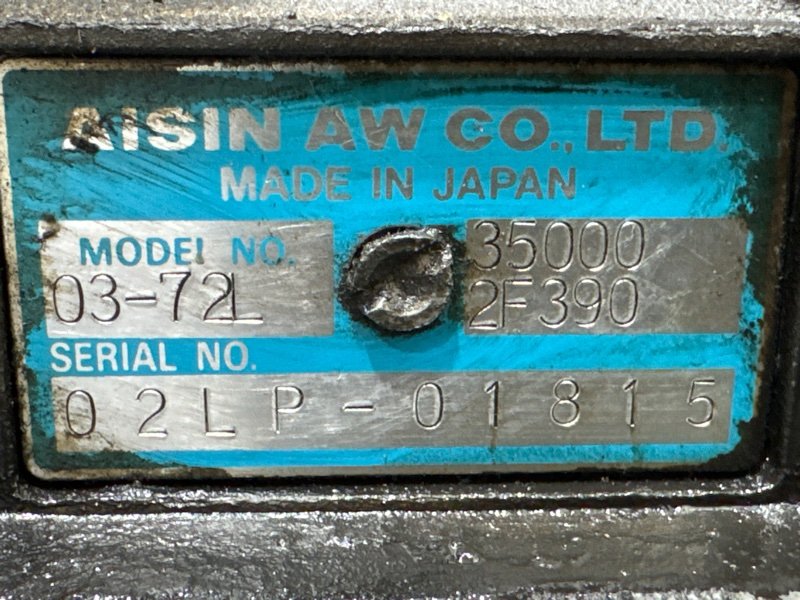 AISIN AW CO., LTD.
MADE IN JAPAN
MODEL NO.
03-72L
35000
2F390
SERIAL NO.
02LP-01815